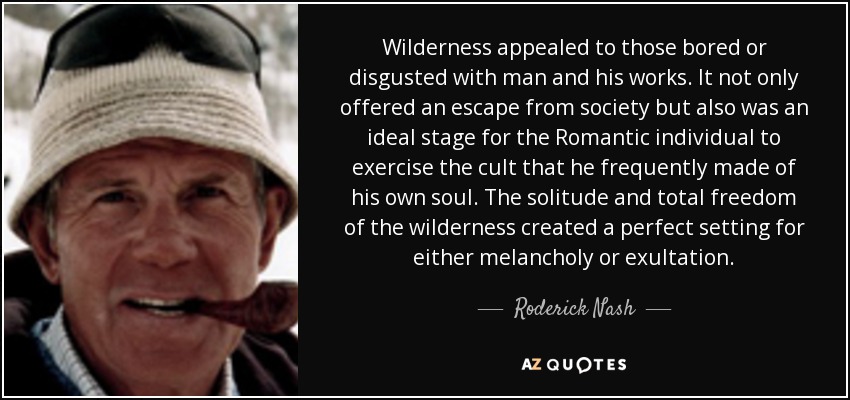 Wilderness appealed to those bored or
disgusted with man and his works. It not only
offered an escape from society but also was an
ideal stage for the Romantic individual to
exercise the cult that he frequently made of
his own soul. The solitude and total freedom
of the wilderness created a perfect setting for
either melancholy or exultation.
Roderick Nash
AZ QUOTES